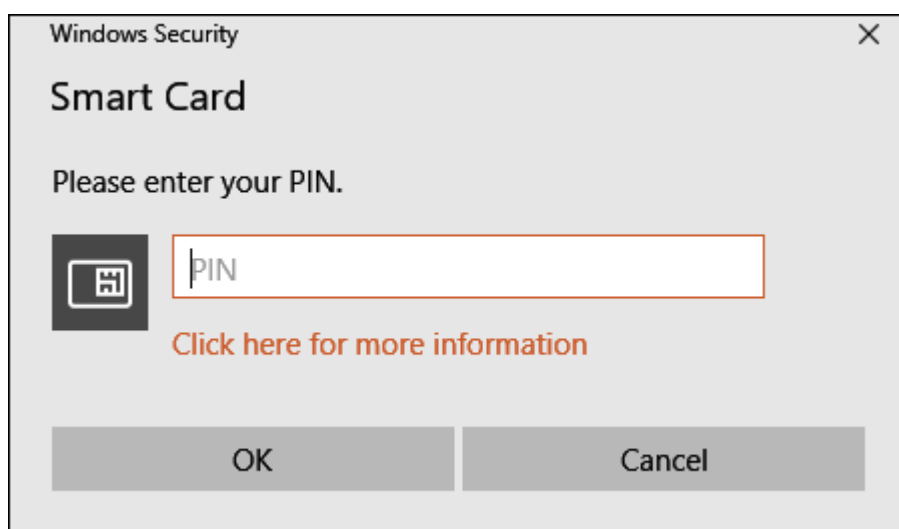 Windows Security
Smart Card
Please enter your PIN.
PIN
Click here for more information
OK
Cancel